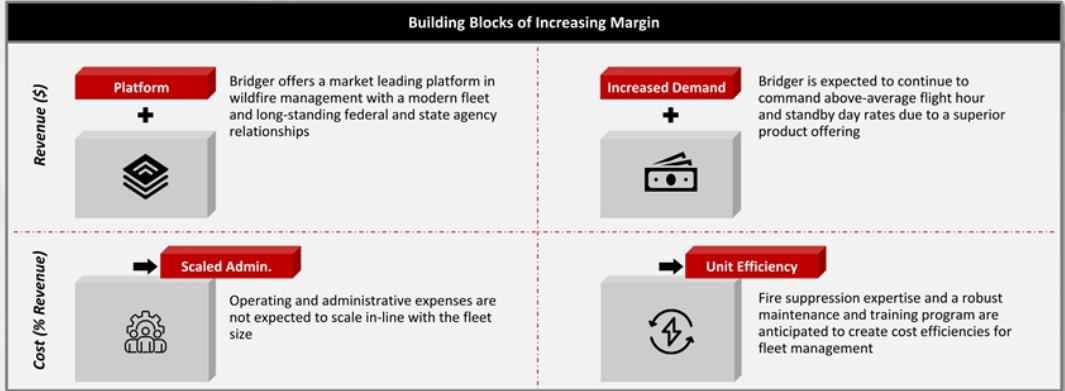 Building Blocks of Increasing Margin
Revenue ($)
Platform
Bridger offers a market leading platform in
wildfire management with a modern fleet
and long-standing federal and state agency
relationships
Increased Demand
Bridger is expected to continue to
command above-average flight hour
and standby day rates due to a superior
product offering
Cost (% Revenue)
Scaled Admin.
Operating and administrative expenses are
not expected to scale in-line with the fleet
size
Unit Efficiency
Fire suppression expertise and a robust
maintenance and training program are
anticipated to create cost efficiencies for
fleet management